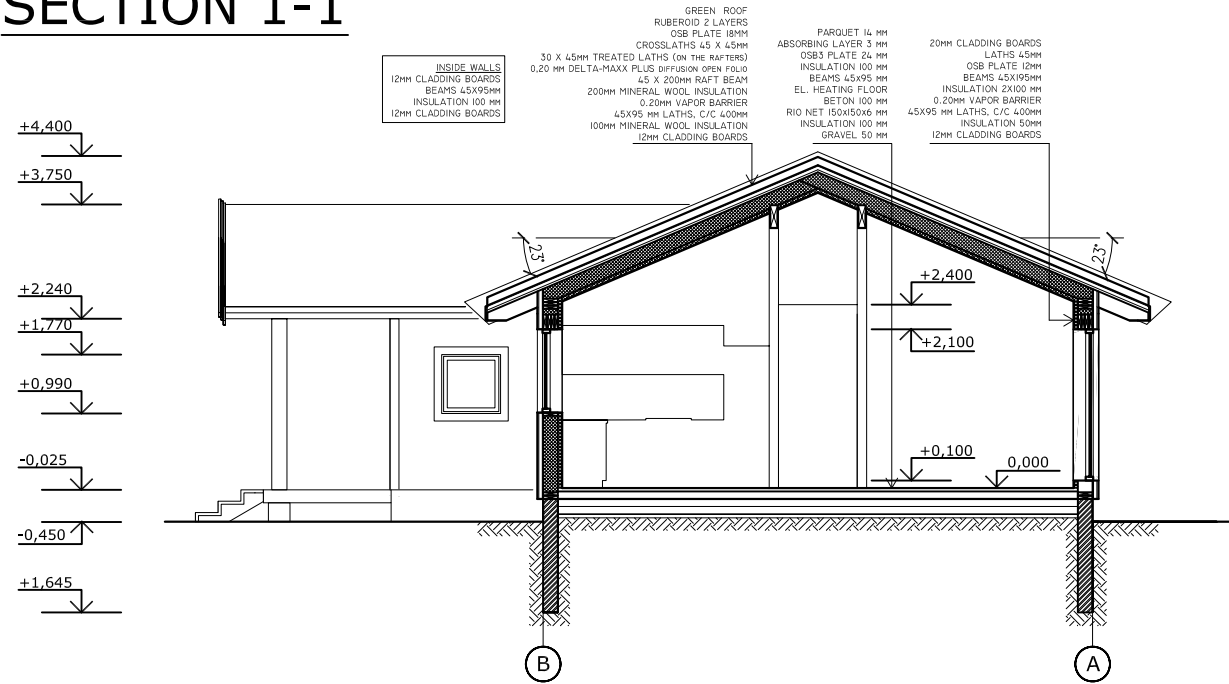 SECTION 1-1
INSIDE WALLS
12MM CLADDING BOARDS
BEAMS 45X95MM
INSULATION 100 MM
12MM CLADDING BOARDS
GREEN ROOF
RUBEROID 2 LAYERS
OSB PLATE 18MM
CROSSLATHS 45 X 45MM
30 X 45MM TREATED LATHS (ON THE RAFTERS)
0,20 MM DELTA-MAXX PLUS DIFFUSION OPEN FOLIO
45 X 200MM RAFT BEAM
200MM MINERAL WOOL INSULATION
0.20MM VAPOR BARRIER
45X95 MM LATHS, C/C 400MM
100MM MINERAL WOOL INSULATION
12MM CLADDING BOARDS
PARQUET 14 MM
ABSORBING LAYER 3 MM
OSB3 PLATE 24 MM
INSULATION 100 MM
BEAMS 45X95 MM
EL. HEATING FLOOR
BETON 100 MM
RIO NET 150X150X6 MM
INSULATION 100 MM
GRAVEL 50 MM
20MM CLADDING BOARDS
LATHS 45MM
OSB PLATE 12MM
BEAMS 45X195MM
INSULATION 2X100 MM
0.20MM VAPOR BARRIER
45X95 MM LATHS, C/C 400MM
INSULATION 50MM
12MM CLADDING BOARDS
+4,400
+3,750
+2,240
+1,770
+0,990
-0,025
-0,450
+1,645
23°
23°
+2,400
+2,100
+0,100
0,000
B
A